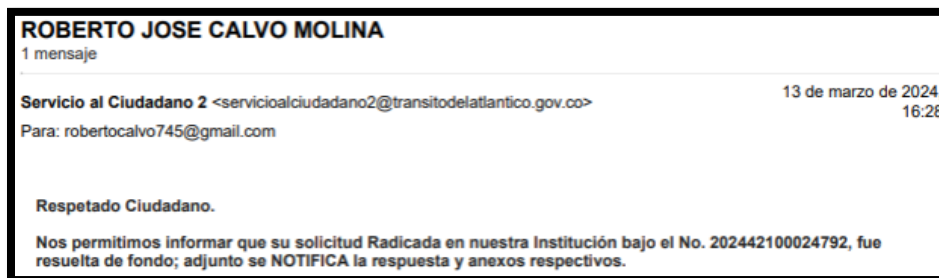 ROBERTO JOSE CALVO MOLINA
1 mensaje
Servicio al Ciudadano 2 <servicioalciudadano2@transitodelatlantico.gov.co>
13 de marzo de 2024,
16:28
Para: robertocalvo745@gmail.com
Respetado Ciudadano.
Nos permitimos informar que su solicitud Radicada en nuestra Institución bajo el No. 202442100024792, fue
resuelta de fondo; adjunto se NOTIFICA la respuesta y anexos respectivos.